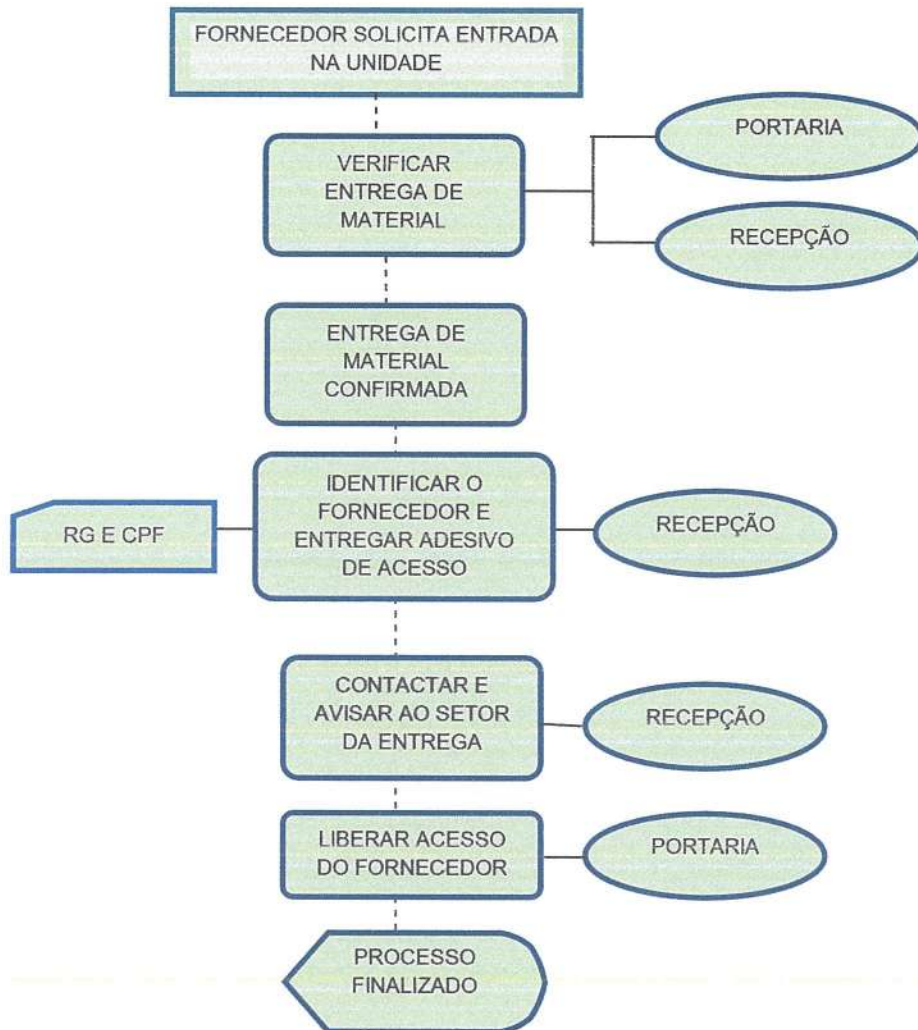 FORNECEDOR SOLICITA ENTRADA
NA UNIDADE
VERIFICAR
ENTREGA DE
MATERIAL
PORTARIA
RECEPÇÃO
ENTREGA DE
MATERIAL
CONFIRMADA
RG E CPF
IDENTIFICAR O
FORNECEDOR E
ENTREGAR ADESIVO
DE ACESSO
RECEPÇÃO
CONTACTAR E
AVISAR AO SETOR
DA ENTREGA
RECEPÇÃO
LIBERAR ACESSO
DO FORNECEDOR
PORTARIA
PROCESSO
FINALIZADO